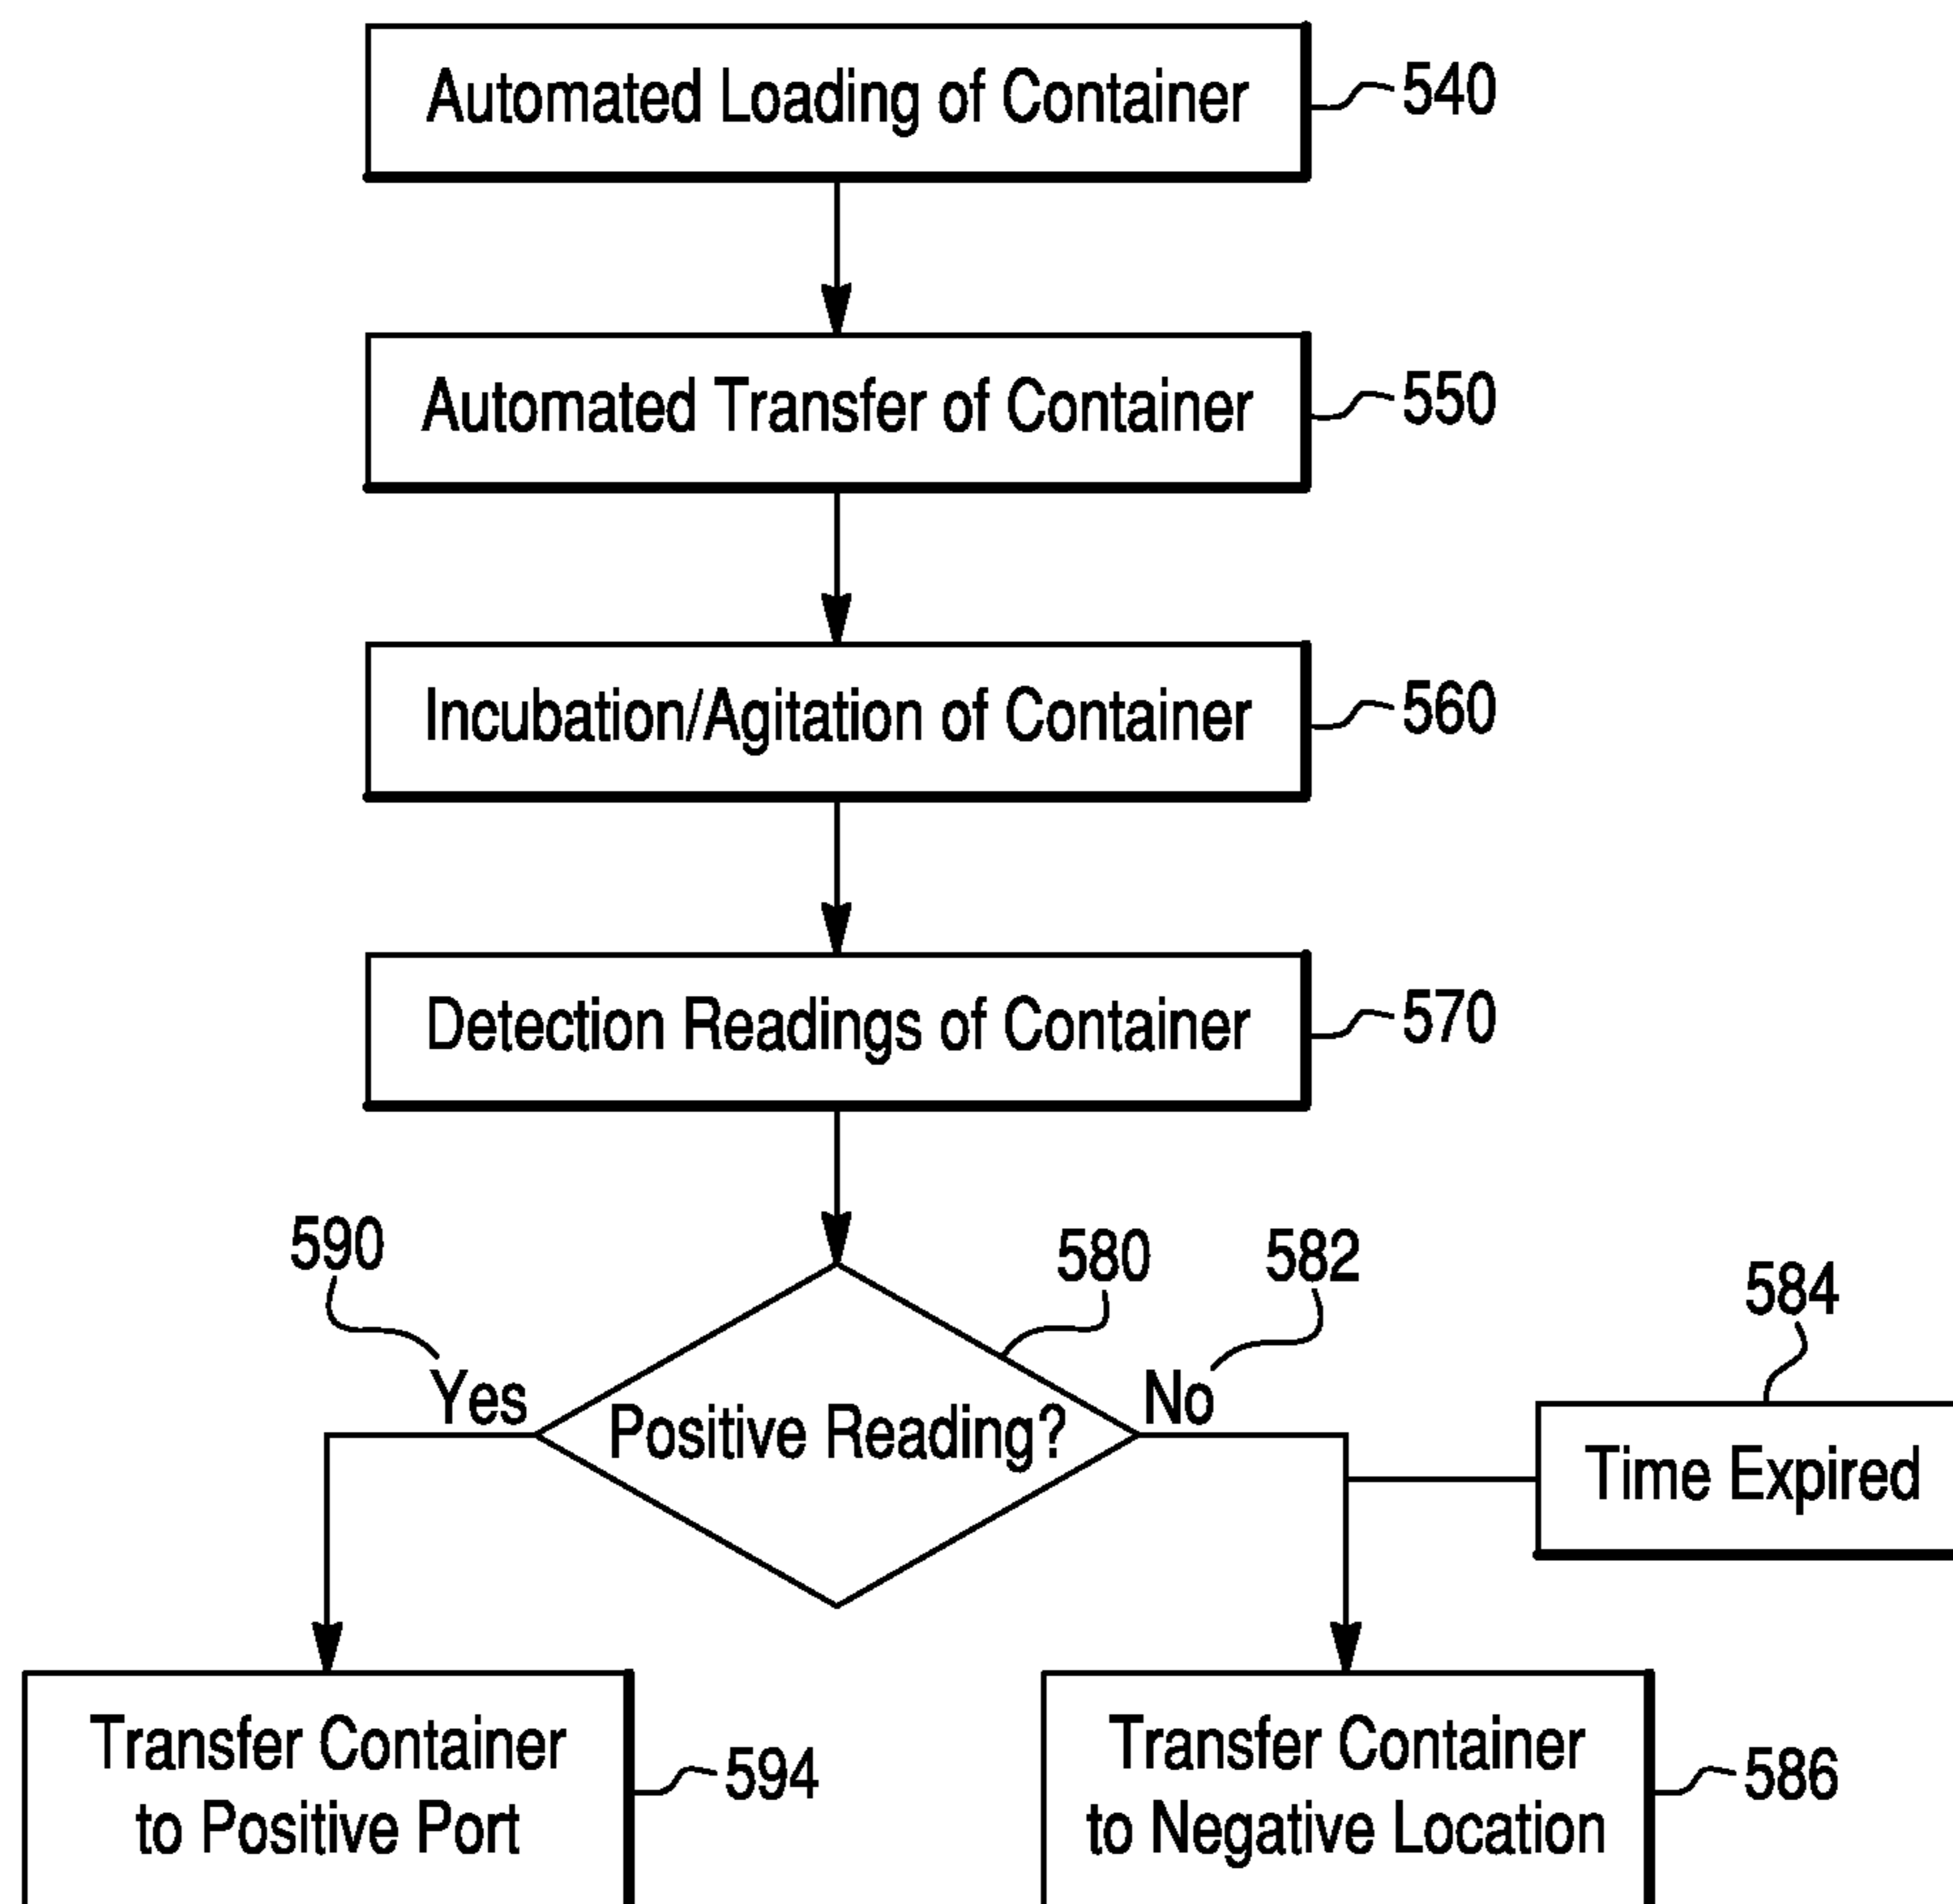 Automated Loading of Container
540
Automated Transfer of Container
550
Incubation/Agitation of Container
560
Detection Readings of Container
570
590
580
582
584
Yes
Positive Reading?
No
Time Expired
Transfer Container
to Positive Port
594
Transfer Container
to Negative Location
586